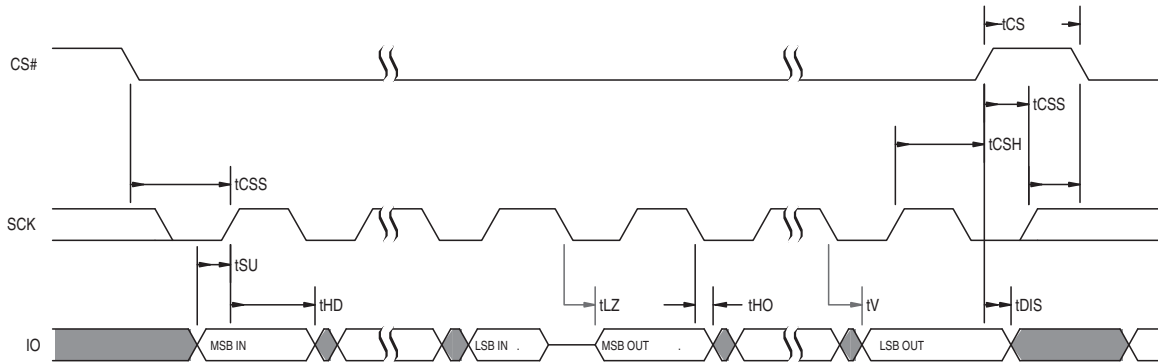 tCS
CS#
tCSS
tCSH
tCSS
SCK
tSU
tHD
tLZ
tHO
tV
tDIS
IO
MSB IN
LSB IN .
MSB OUT .
LSB OUT